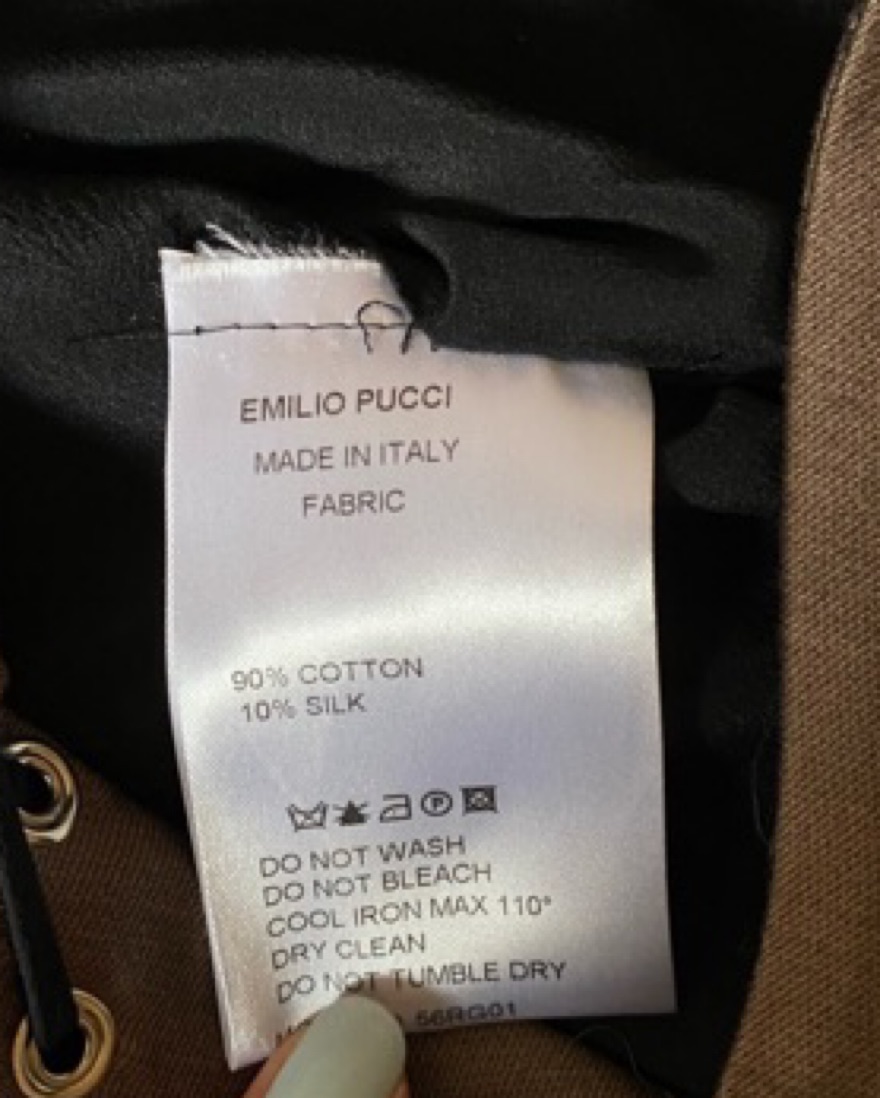 EMILIO PUCCI
MADE IN ITALY
FABRIC
90% COTTON
10% SILK
P
DO NOT WASH
DO NOT BLEACH
COOL IRON MAX 110°
DRY CLEAN
DO NOT TUMBLE DRY
56RG01